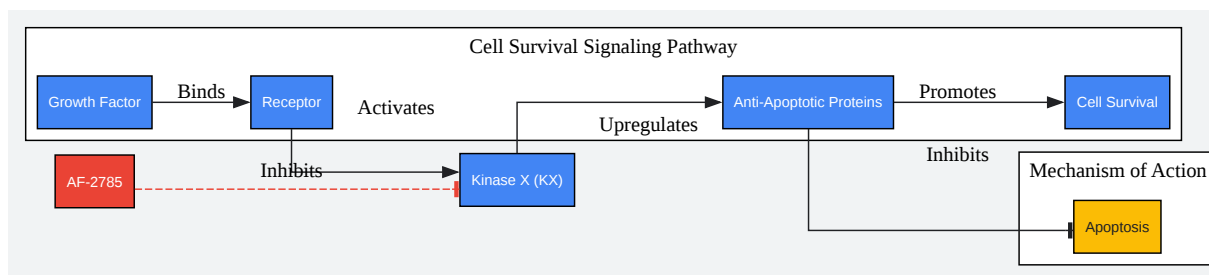 Cell Survival Signaling Pathway
Growth Factor
Binds
Receptor
Activates
Upregulates
Anti-Apoptotic Proteins
Promotes
Cell Survival
AF-2785
Inhibits
Kinase X (KX)
Inhibits
Mechanism of Action
Apoptosis